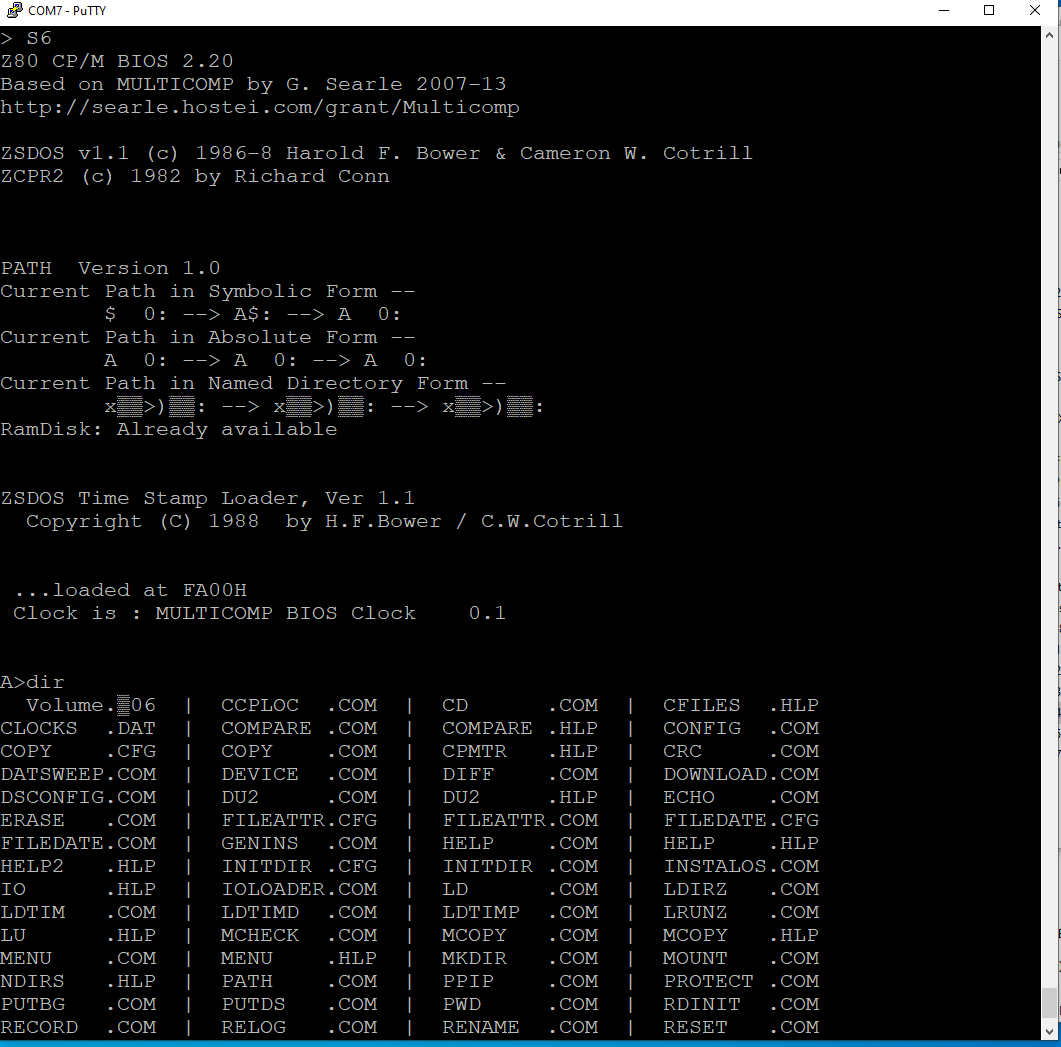 COM7 - PuTTY
> S6
Z80 CP/M BIOS 2.20
Based on MULTICOMP by G. Searle 2007-13
http://searle.hostei.com/grant/Multicomp
ZSDOS v1.1 (c) 1986-8 Harold F. Bower & Cameron W. Cotrill
ZCPR2 (c) 1982 by Richard Conn
PATH  Version 1.0
Current Path in Symbolic Form --
        $  0: --> A$: --> A  0:
Current Path in Absolute Form --
        A  0: --> A  0: --> A  0:
Current Path in Named Directory Form --
        x▒▒>)▒▒: --> x▒▒>)▒▒: --> x▒▒>)▒▒:
RamDisk: Already available
ZSDOS Time Stamp Loader, Ver 1.1
  Copyright (C) 1988  by H.F.Bower / C.W.Cotrill
 ...loaded at FA00H
 Clock is : MULTICOMP BIOS Clock    0.1
A>dir
  Volume.▒06  |  CCPLOC  .COM  |  CD      .COM  |  CFILES  .HLP
CLOCKS  .DAT  |  COMPARE .COM  |  COMPARE .HLP  |  CONFIG  .COM
COPY    .CFG  |  COPY    .COM  |  CPMTR   .HLP  |  CRC     .COM
DATSWEEP.COM  |  DEVICE  .COM  |  DIFF    .COM  |  DOWNLOAD.COM
DSCONFIG.COM  |  DU2     .COM  |  DU2     .HLP  |  ECHO    .COM
ERASE   .COM  |  FILEATTR.CFG  |  FILEATTR.COM  |  FILEDATE.CFG
FILEDATE.COM  |  GENINS  .COM  |  HELP    .COM  |  HELP    .HLP
HELP2   .HLP  |  INITDIR .CFG  |  INITDIR .COM  |  INSTALOS.COM
IO      .HLP  |  IOLOADER.COM  |  LD      .COM  |  LDIRZ   .COM
LDTIM   .COM  |  LDTIMD  .COM  |  LDTIMP  .COM  |  LRUNZ   .COM
LU      .HLP  |  MCHECK  .COM  |  MCOPY   .COM  |  MCOPY   .HLP
MENU    .COM  |  MENU    .HLP  |  MKDIR   .COM  |  MOUNT   .COM
NDIRS   .HLP  |  PATH    .COM  |  PPIP    .COM  |  PROTECT .COM
PUTBG   .COM  |  PUTDS   .COM  |  PWD     .COM  |  RDINIT  .COM
RECORD  .COM  |  RELOG   .COM  |  RENAME  .COM  |  RESET   .COM